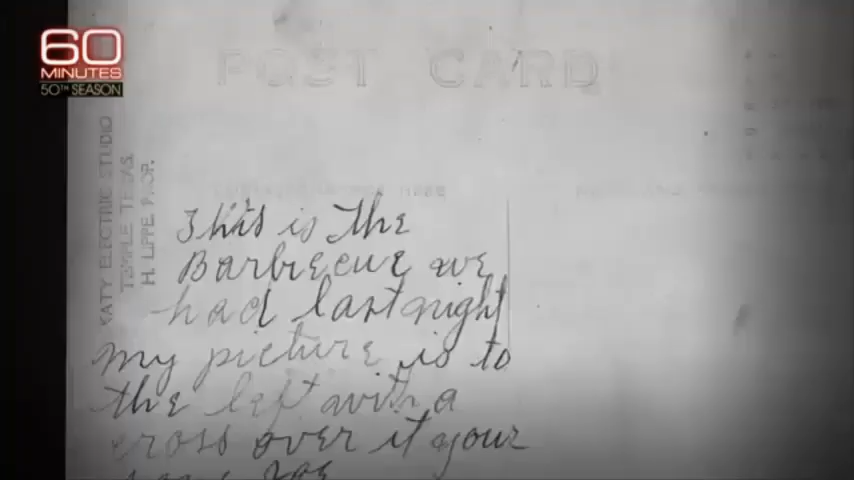 60
MINUTES
50TH SEASON
POST CARD
KATY ELECTRIC STUDIO
TEMPLE TEXAS.
H. LIPPE PROP.
This is the
Barbecue we
had last night
my picture is to
the left with a
cross over it your
Joe